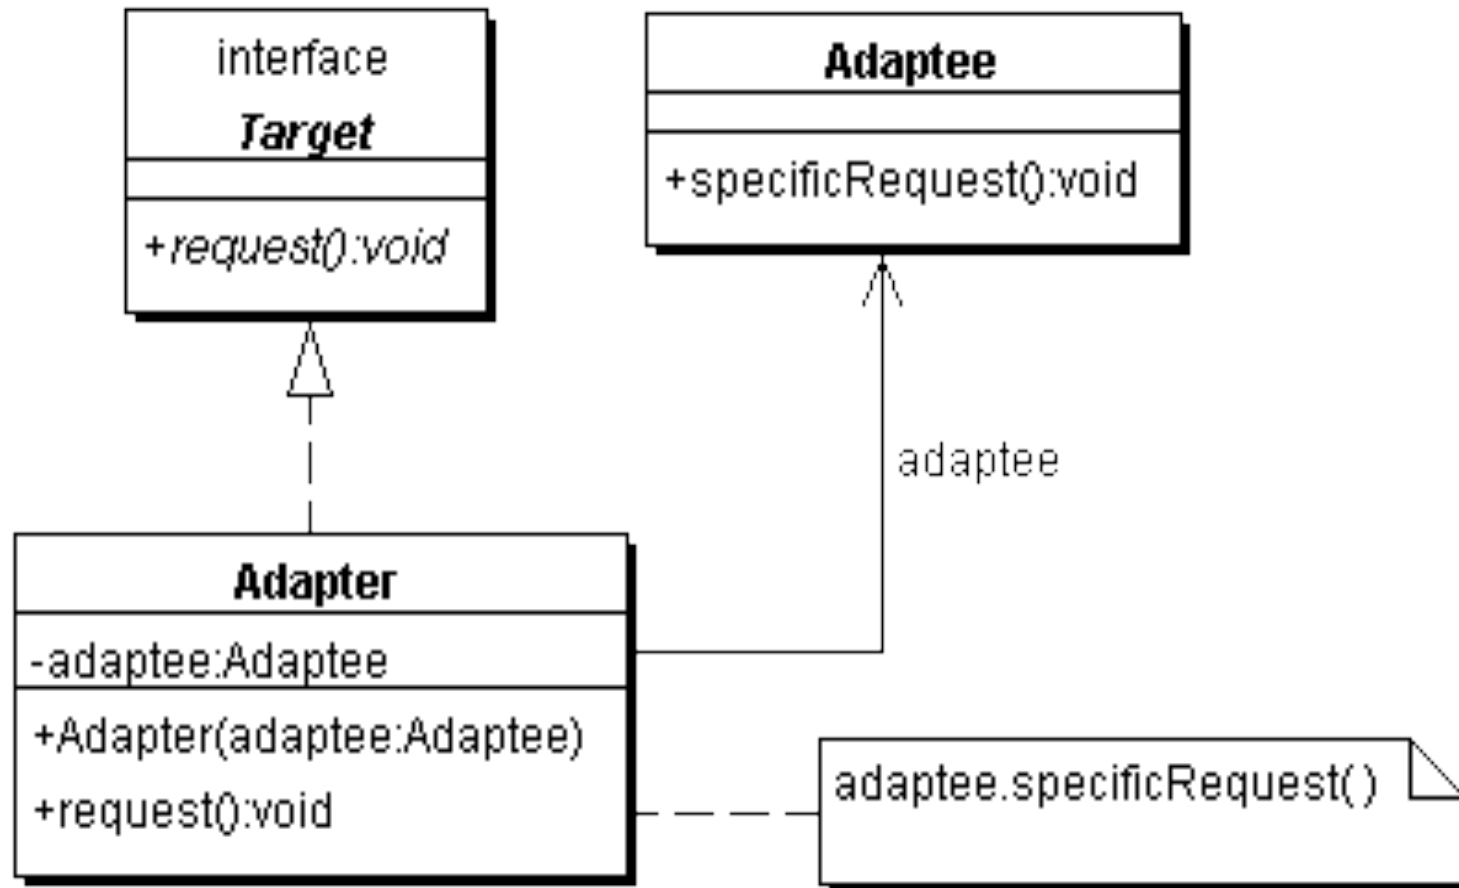 interface
Target
+request():void
Adaptee
+specificRequest():void
adaptee
Adapter
-adaptee:Adaptee
+Adapter(adaptee:Adaptee)
+request():void
adaptee.specificRequest( )